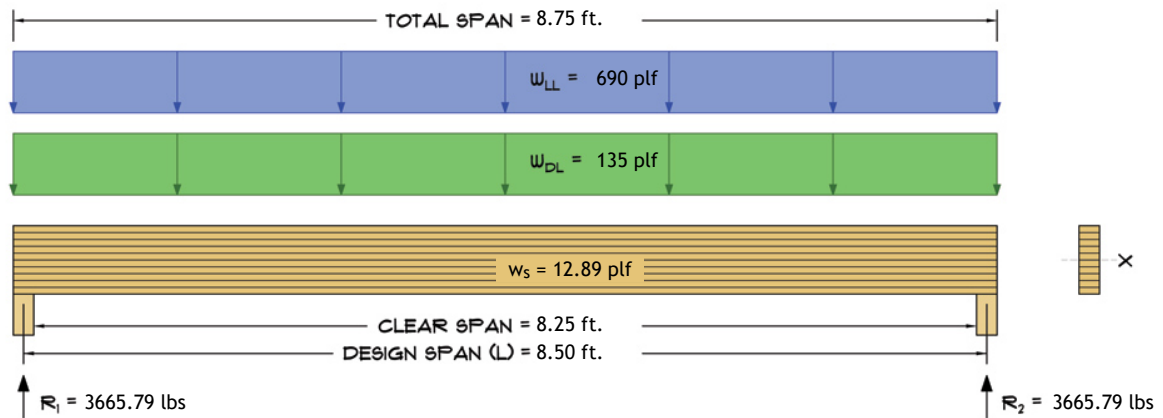 TOTAL SPAN = 8.75 ft.
wLL = 690 plf
wDL = 135 plf
ws = 12.89 plf
X
CLEAR SPAN = 8.25 ft.
DESIGN SPAN (L) = 8.50 ft.
R1 = 3665.79 lbs
R2 = 3665.79 lbs